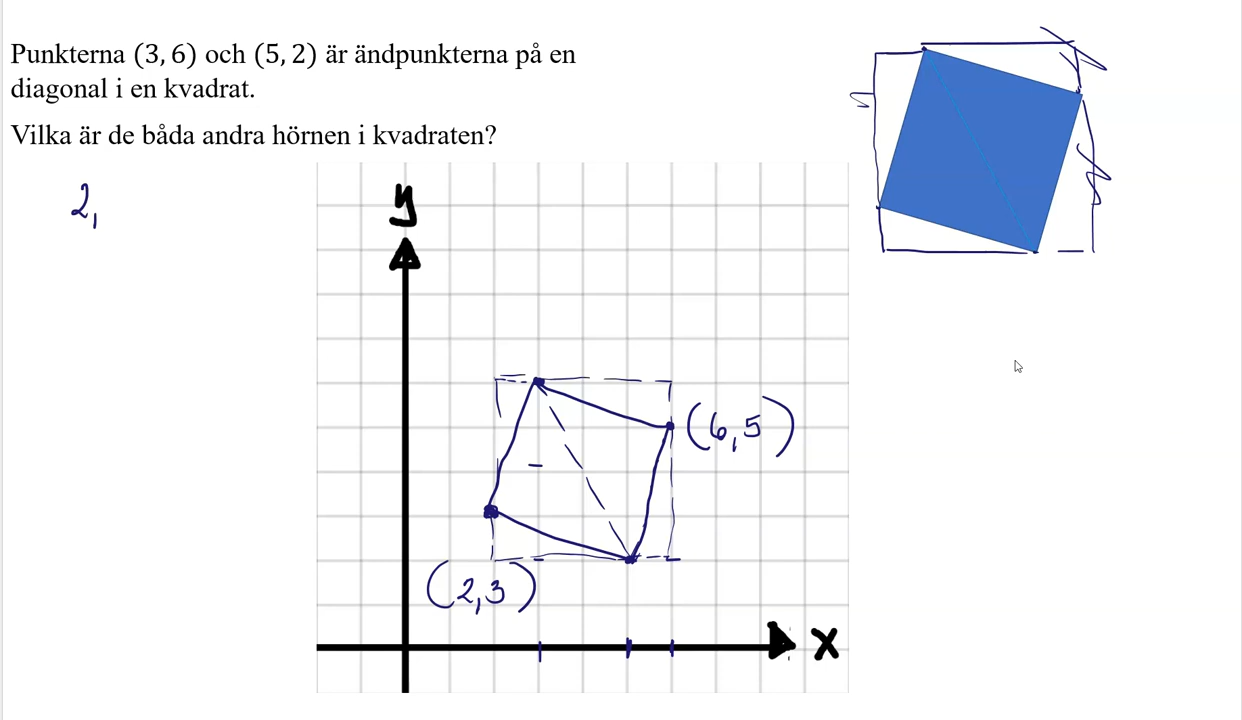 Punkterna (3, 6) och (5, 2) är ändpunkterna på en
diagonal i en kvadrat.
Vilka är de båda andra hörnen i kvadraten?
2,
y
(6,5)
(2,3)
x